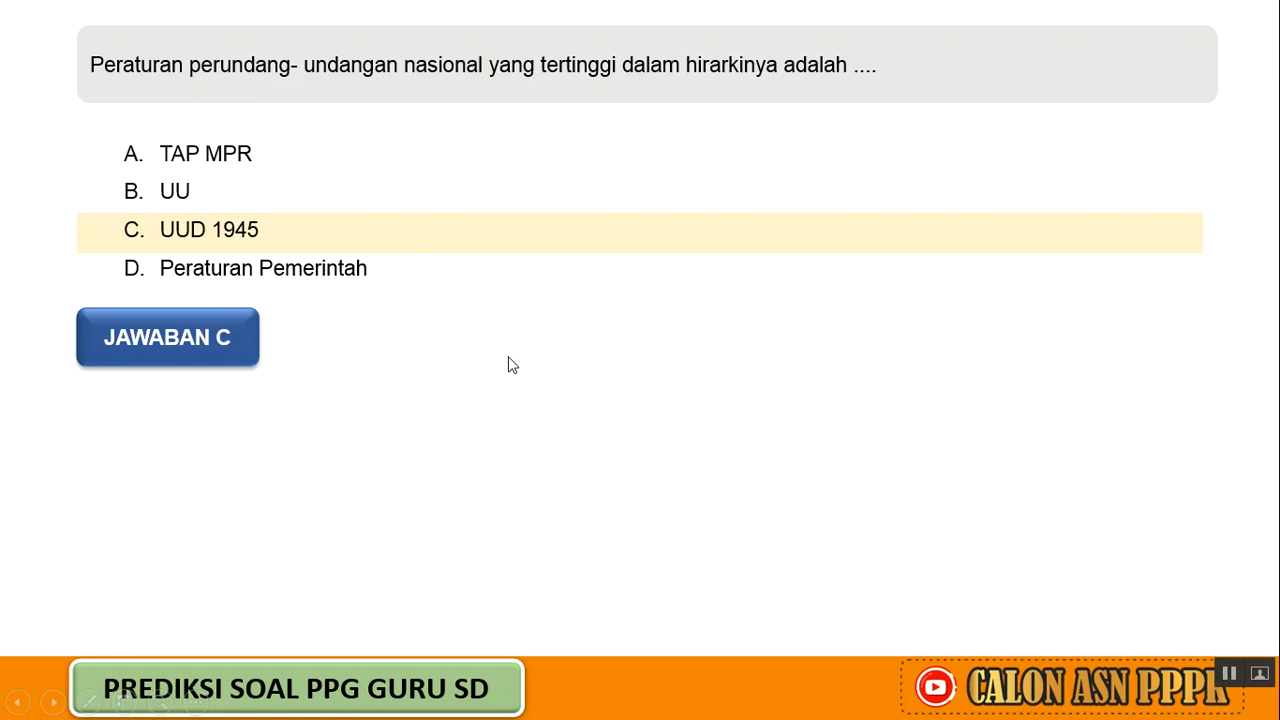 Peraturan perundang- undangan nasional yang tertinggi dalam hirarkinya adalah ....
A. TAP MPR
B. UU
C. UUD 1945
D. Peraturan Pemerintah
JAWABAN C
PREDIKSI SOAL PPG GURU SD
CALON ASN PPPK